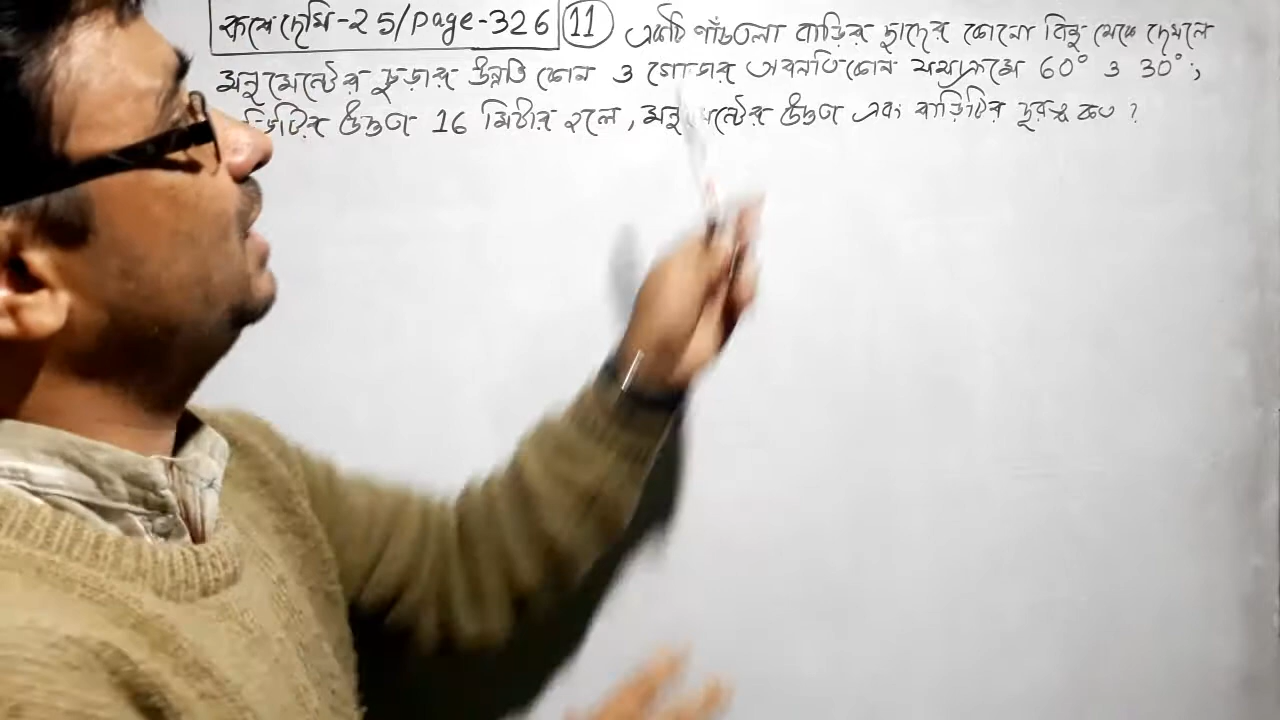 কষে দেখি-25/page-326 (11) একটি পাঁচতলা বাড়ির ছাদের কোনো বিন্দু থেকে দেখলে
মনুমেন্টের চূড়ার উন্নতি কোন ও গোড়ার অবনতি কোন যথাক্রমে 60° ও 30°;
উচ্চতা 16 মিটার হলে, উচ্চতা এবং বাড়িটির দূরত্ব কত ?